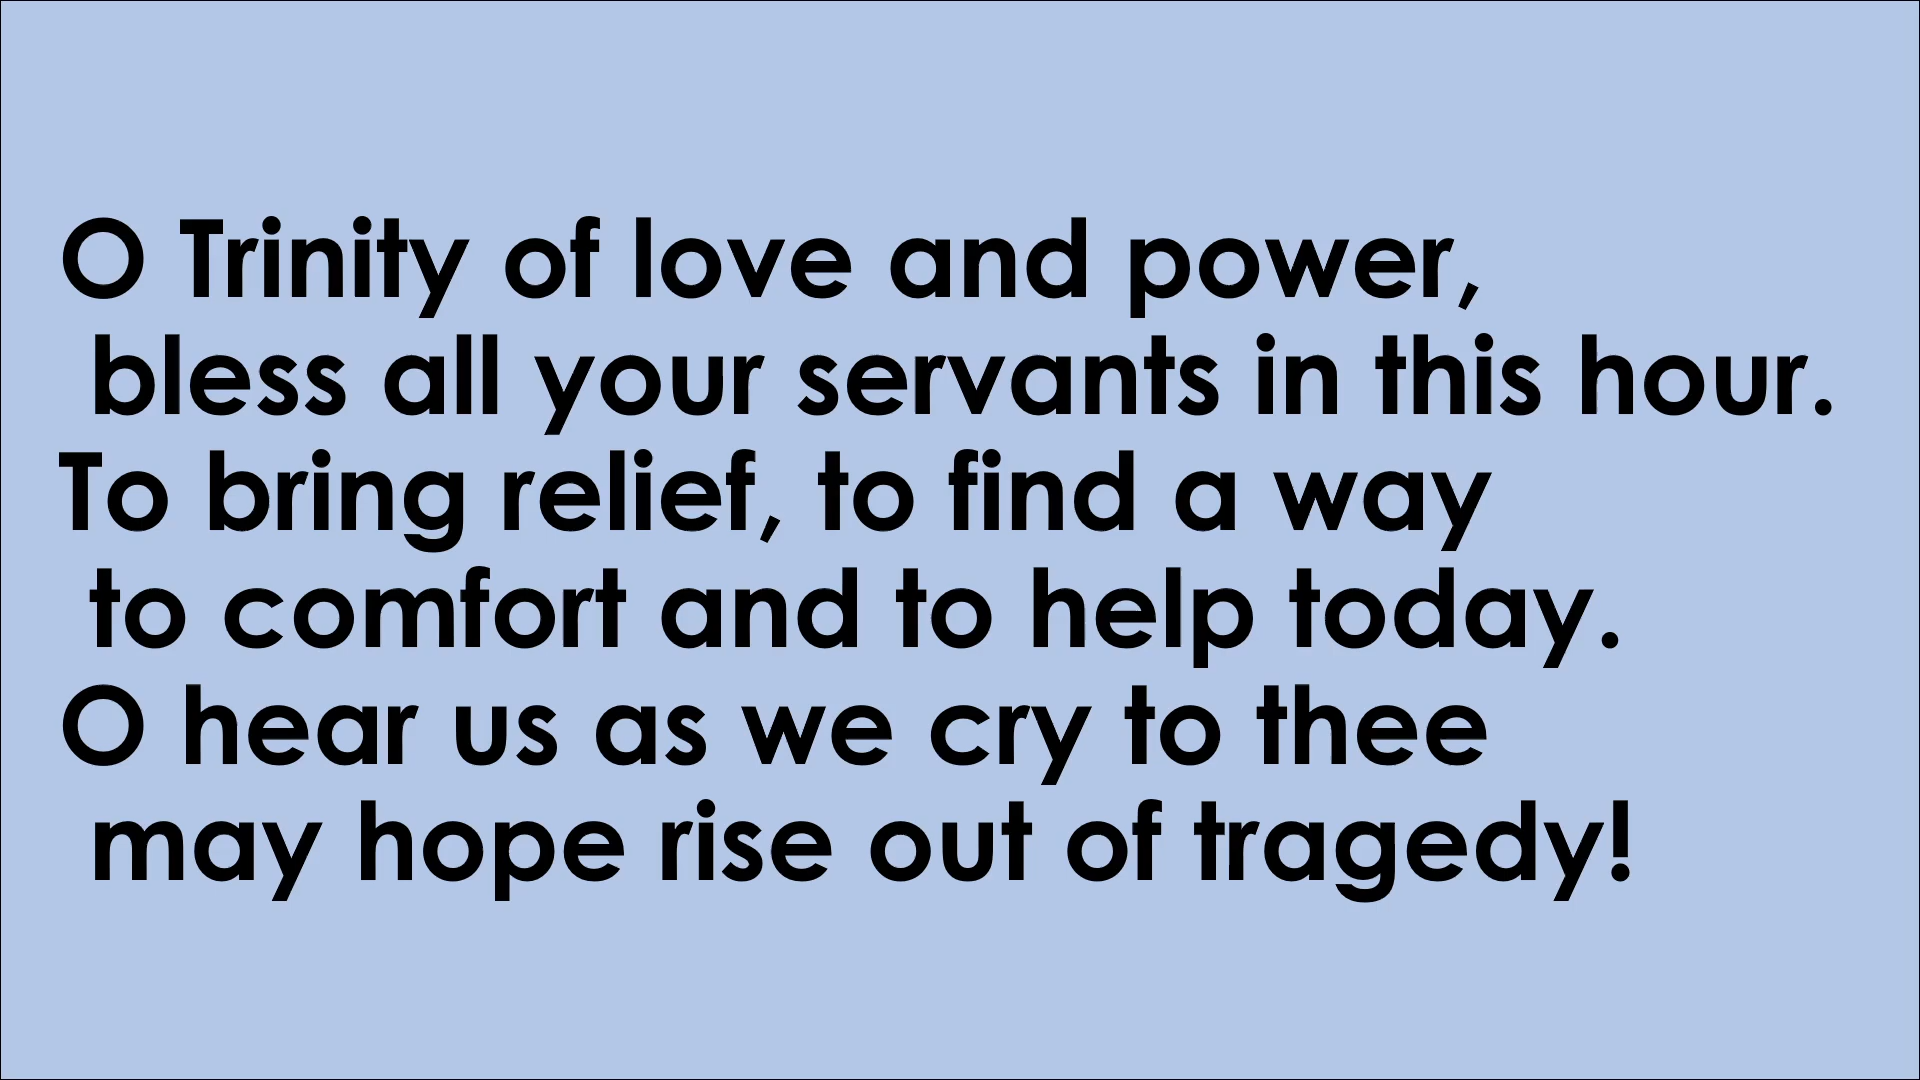 O Trinity of love and power,
bless all your servants in this hour.
To bring relief, to find a way
to comfort and to help today.
O hear us as we cry to thee
may hope rise out of tragedy!